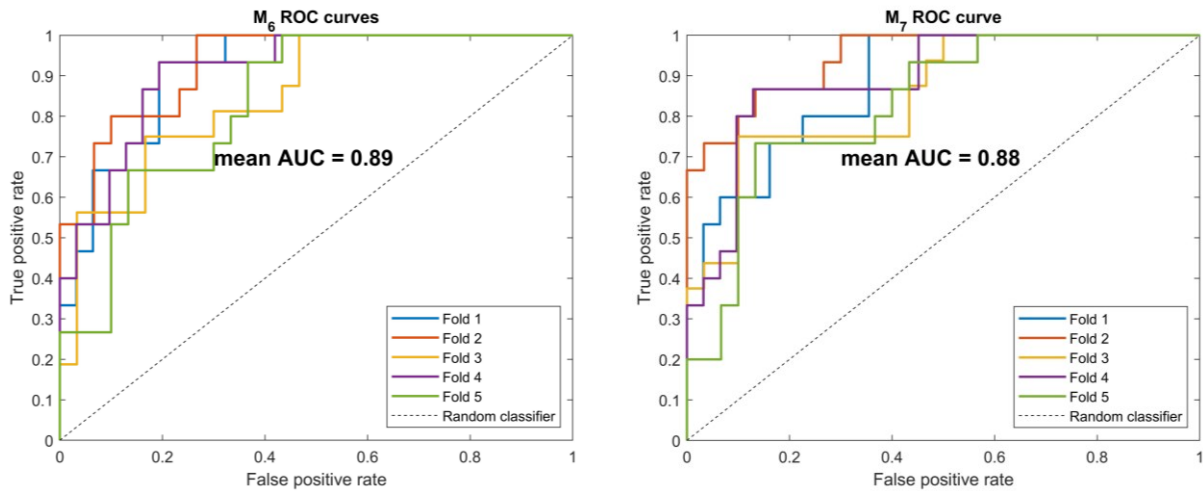 M6 ROC curves
1
0.9
0.8
0.7
0.6
0.5
0.4
0.3
0.2
0.1
0
True positive rate
mean AUC = 0.89
Fold 1
Fold 2
Fold 3
Fold 4
Fold 5
Random classifier
0 0.2 0.4 0.6 0.8 1
False positive rate
M7 ROC curve
1
0.9
0.8
0.7
0.6
0.5
0.4
0.3
0.2
0.1
0
True positive rate
mean AUC = 0.88
Fold 1
Fold 2
Fold 3
Fold 4
Fold 5
Random classifier
0 0.2 0.4 0.6 0.8 1
False positive rate